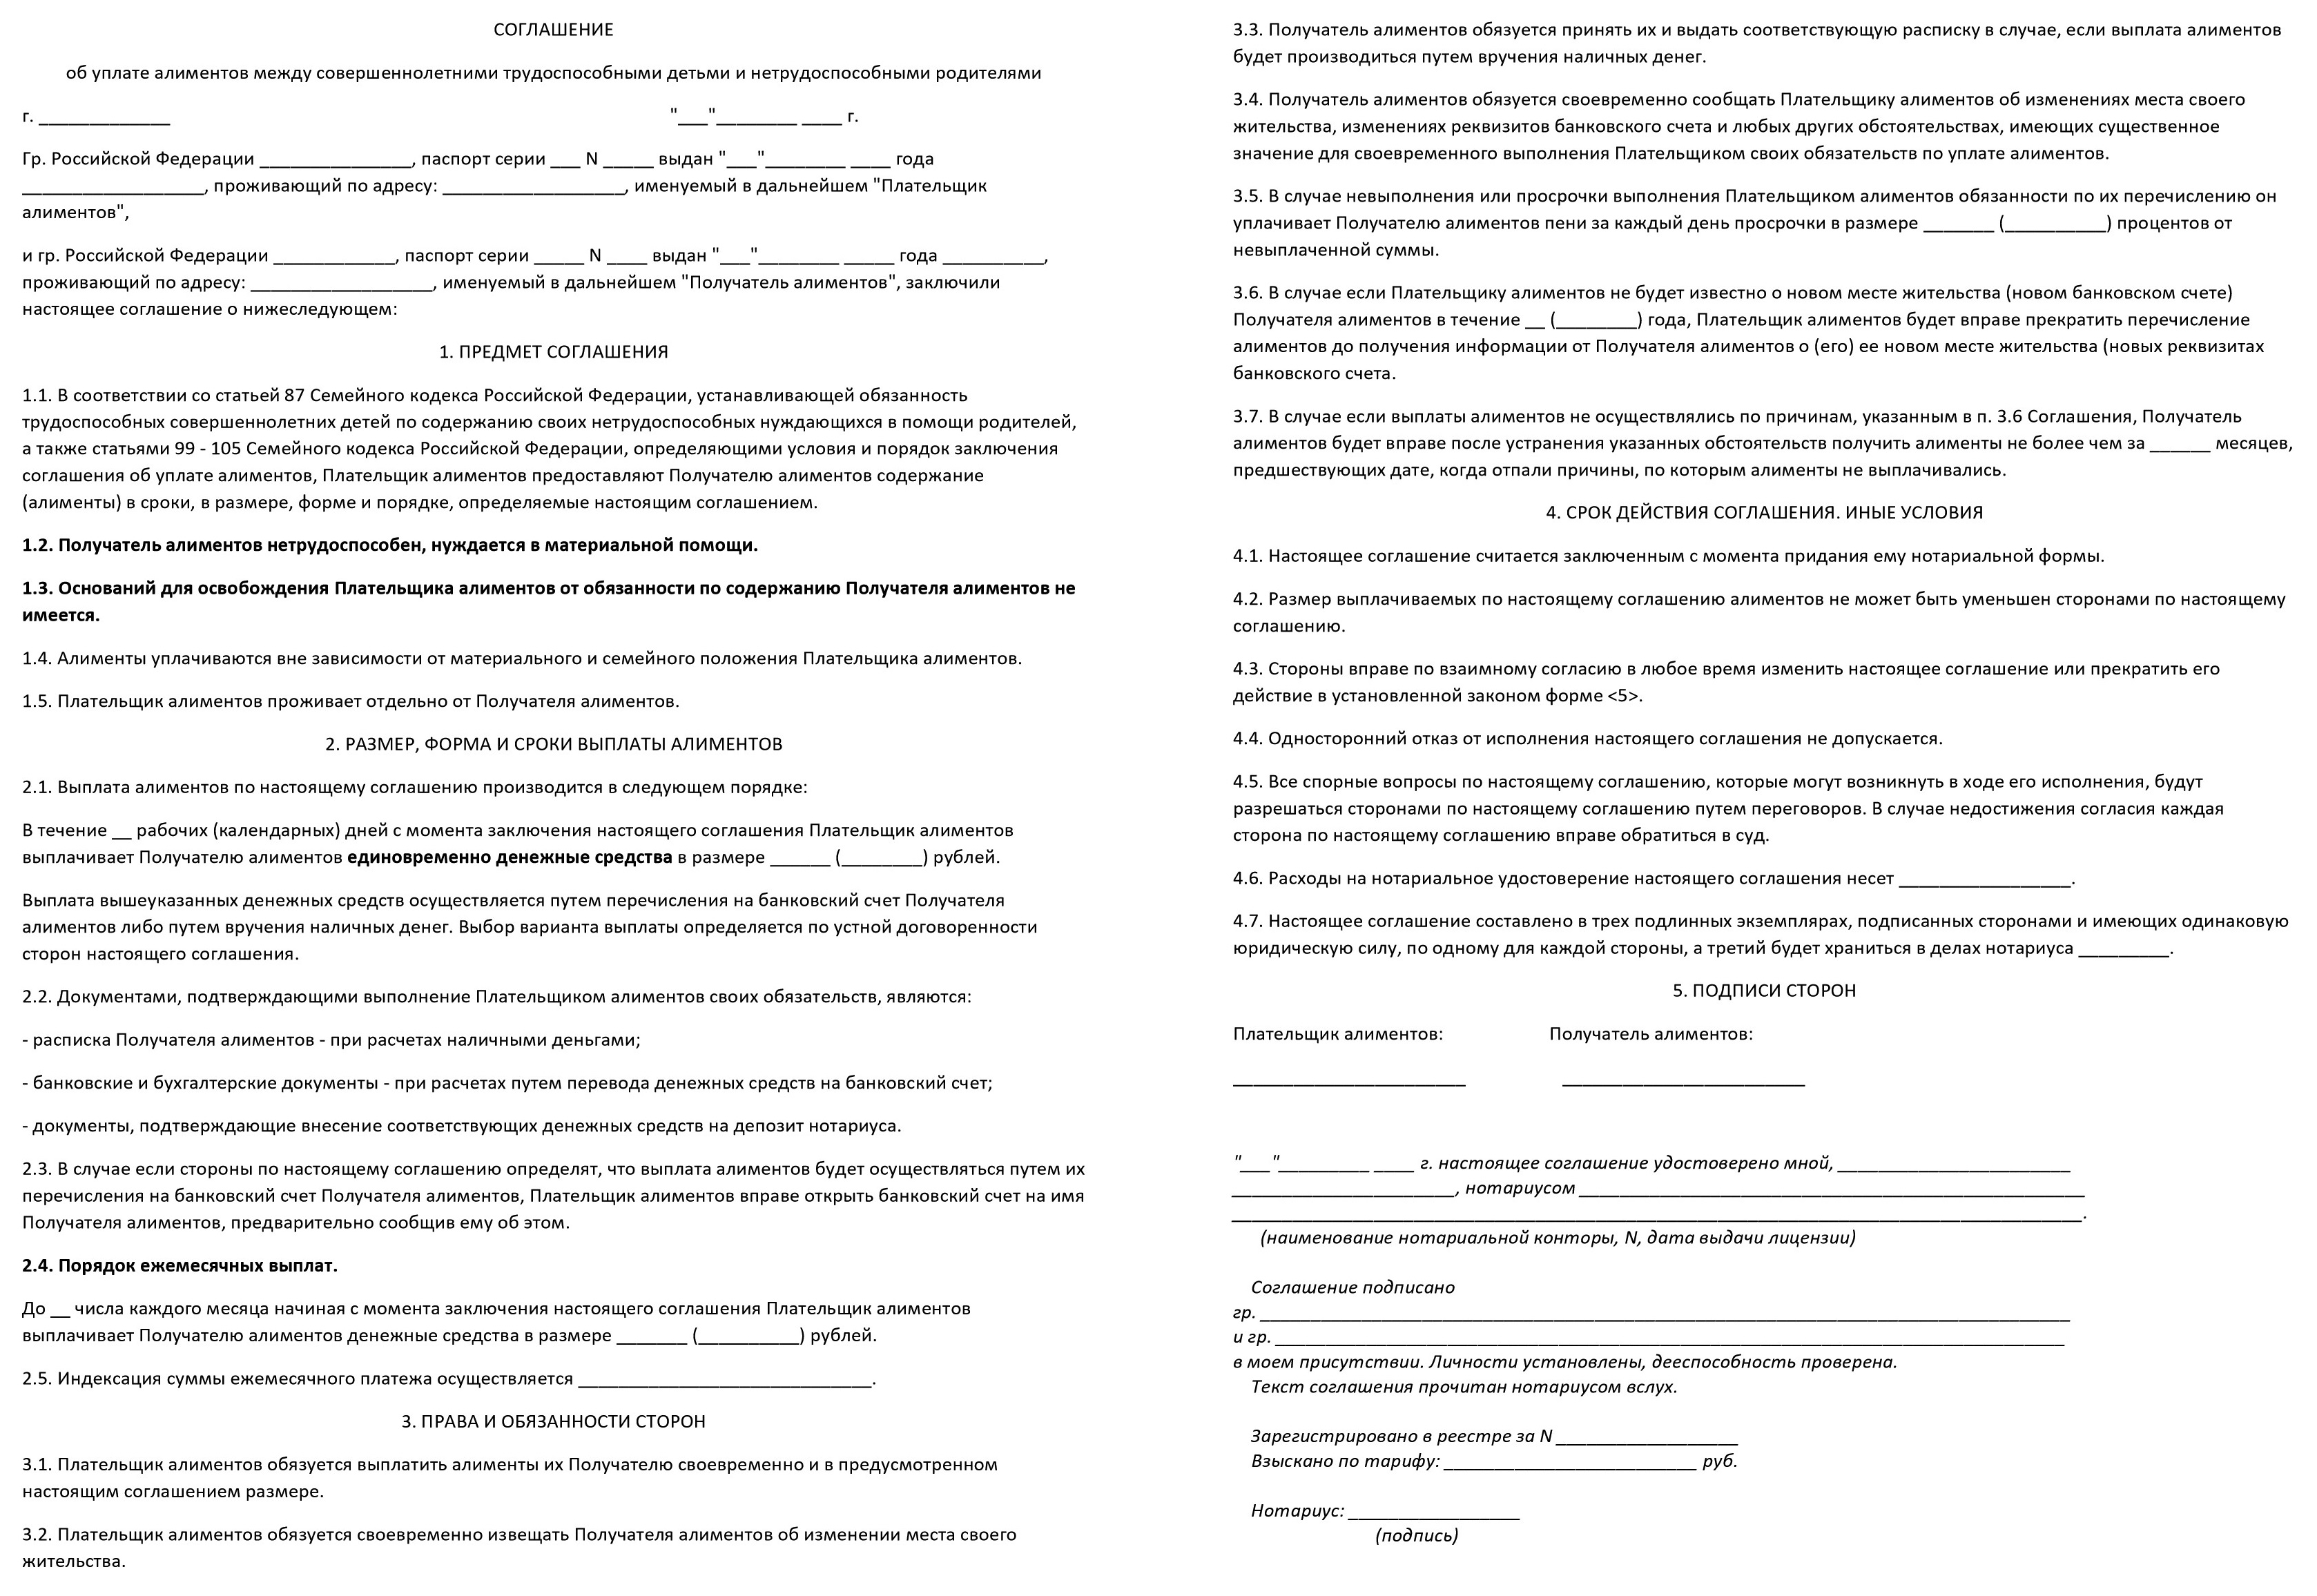 СОГЛАШЕНИЕ
об уплате алиментов между совершеннолетними трудоспособными детьми и нетрудоспособными родителями
г. _____________ "___"________ ____ г.
Гр. Российской Федерации _______________, паспорт серии ___ N _____ выдан "___"________ ____ года
__________________, проживающий по адресу: __________________, именуемый в дальнейшем "Плательщик
алиментов",
и гр. Российской Федерации ____________, паспорт серии _____ N ____ выдан "___"________ _____ года __________,
проживающий по адресу: __________________, именуемый в дальнейшем "Получатель алиментов", заключили
настоящее соглашение о нижеследующем:
1. ПРЕДМЕТ СОГЛАШЕНИЯ
1.1. В соответствии со статьей 87 Семейного кодекса Российской Федерации, устанавливающей обязанность
трудоспособных совершеннолетних детей по содержанию своих нетрудоспособных нуждающихся в помощи родителей,
а также статьями 99 - 105 Семейного кодекса Российской Федерации, определяющими условия и порядок заключения
соглашения об уплате алиментов, Плательщик алиментов предоставляют Получателю алиментов содержание
(алименты) в сроки, в размере, форме и порядке, определяемые настоящим соглашением.
1.2. Получатель алиментов нетрудоспособен, нуждается в материальной помощи.
1.3. Оснований для освобождения Плательщика алиментов от обязанности по содержанию Получателя алиментов не
имеется.
1.4. Алименты уплачиваются вне зависимости от материального и семейного положения Плательщика алиментов.
1.5. Плательщик алиментов проживает отдельно от Получателя алиментов.
2. РАЗМЕР, ФОРМА И СРОКИ ВЫПЛАТЫ АЛИМЕНТОВ
2.1. Выплата алиментов по настоящему соглашению производится в следующем порядке:
В течение __ рабочих (календарных) дней с момента заключения настоящего соглашения Плательщик алиментов
выплачивает Получателю алиментов единовременно денежные средства в размере ______ (________) рублей.
Выплата вышеуказанных денежных средств осуществляется путем перечисления на банковский счет Получателя
алиментов либо путем вручения наличных денег. Выбор варианта выплаты определяется по устной договоренности
сторон настоящего соглашения.
2.2. Документами, подтверждающими выполнение Плательщиком алиментов своих обязательств, являются:
- расписка Получателя алиментов - при расчетах наличными деньгами;
- банковские и бухгалтерские документы - при расчетах путем перевода денежных средств на банковский счет;
- документы, подтверждающие внесение соответствующих денежных средств на депозит нотариуса.
2.3. В случае если стороны по настоящему соглашению определят, что выплата алиментов будет осуществляться путем их
перечисления на банковский счет Получателя алиментов, Плательщик алиментов вправе открыть банковский счет на имя
Получателя алиментов, предварительно сообщив ему об этом.
2.4. Порядок ежемесячных выплат.
До __ числа каждого месяца начиная с момента заключения настоящего соглашения Плательщик алиментов
выплачивает Получателю алиментов денежные средства в размере _______ (__________) рублей.
2.5. Индексация суммы ежемесячного платежа осуществляется _____________________________.
3. ПРАВА И ОБЯЗАННОСТИ СТОРОН
3.1. Плательщик алиментов обязуется выплатить алименты их Получателю своевременно и в предусмотренном
настоящим соглашением размере.
3.2. Плательщик алиментов обязуется своевременно извещать Получателя алиментов об изменении места своего
жительства.
3.3. Получатель алиментов обязуется принять их и выдать соответствующую расписку в случае, если выплата алиментов
будет производиться путем вручения наличных денег.
3.4. Получатель алиментов обязуется своевременно сообщать Плательщику алиментов об изменениях места своего
жительства, изменениях реквизитов банковского счета и любых других обстоятельствах, имеющих существенное
значение для своевременного выполнения Плательщиком своих обязательств по уплате алиментов.
3.5. В случае невыполнения или просрочки выполнения Плательщиком алиментов обязанности по их перечислению он
уплачивает Получателю алиментов пени за каждый день просрочки в размере _______ (__________) процентов от
невыплаченной суммы.
3.6. В случае если Плательщику алиментов не будет известно о новом месте жительства (новом банковском счете)
Получателя алиментов в течение __ (________) года, Плательщик алиментов будет вправе прекратить перечисление
алиментов до получения информации от Получателя алиментов о (его) ее новом месте жительства (новых реквизитах
банковского счета.
3.7. В случае если выплаты алиментов не осуществлялись по причинам, указанным в п. 3.6 Соглашения, Получатель
алиментов будет вправе после устранения указанных обстоятельств получить алименты не более чем за ______ месяцев,
предшествующих дате, когда отпали причины, по которым алименты не выплачивались.
4. СРОК ДЕЙСТВИЯ СОГЛАШЕНИЯ. ИНЫЕ УСЛОВИЯ
4.1. Настоящее соглашение считается заключенным с момента придания ему нотариальной формы.
4.2. Размер выплачиваемых по настоящему соглашению алиментов не может быть уменьшен сторонами по настоящему
соглашению.
4.3. Стороны вправе по взаимному согласию в любое время изменить настоящее соглашение или прекратить его
действие в установленной законом форме <5>.
4.4. Односторонний отказ от исполнения настоящего соглашения не допускается.
4.5. Все спорные вопросы по настоящему соглашению, которые могут возникнуть в ходе его исполнения, будут
разрешаться сторонами по настоящему соглашению путем переговоров. В случае недостижения согласия каждая
сторона по настоящему соглашению вправе обратиться в суд.
4.6. Расходы на нотариальное удостоверение настоящего соглашения несет _________________.
4.7. Настоящее соглашение составлено в трех подлинных экземплярах, подписанных сторонами и имеющих одинаковую
юридическую силу, по одному для каждой стороны, а третий будет храниться в делах нотариуса _________.
5. ПОДПИСИ СТОРОН
Плательщик алиментов: Получатель алиментов:
_______________________ ________________________
"___"_________ ____ г. настоящее соглашение удостоверено мной, _______________________
______________________, нотариусом __________________________________________________
____________________________________________________________________________________.
(наименование нотариальной конторы, N, дата выдачи лицензии)
Соглашение подписано
гр. ________________________________________________________________________________
и гр. ______________________________________________________________________________
в моем присутствии. Личности установлены, дееспособность проверена.
Текст соглашения прочитан нотариусом вслух.
Зарегистрировано в реестре за N __________________
Взыскано по тарифу: _________________________ руб.
Нотариус: _________________
(подпись)